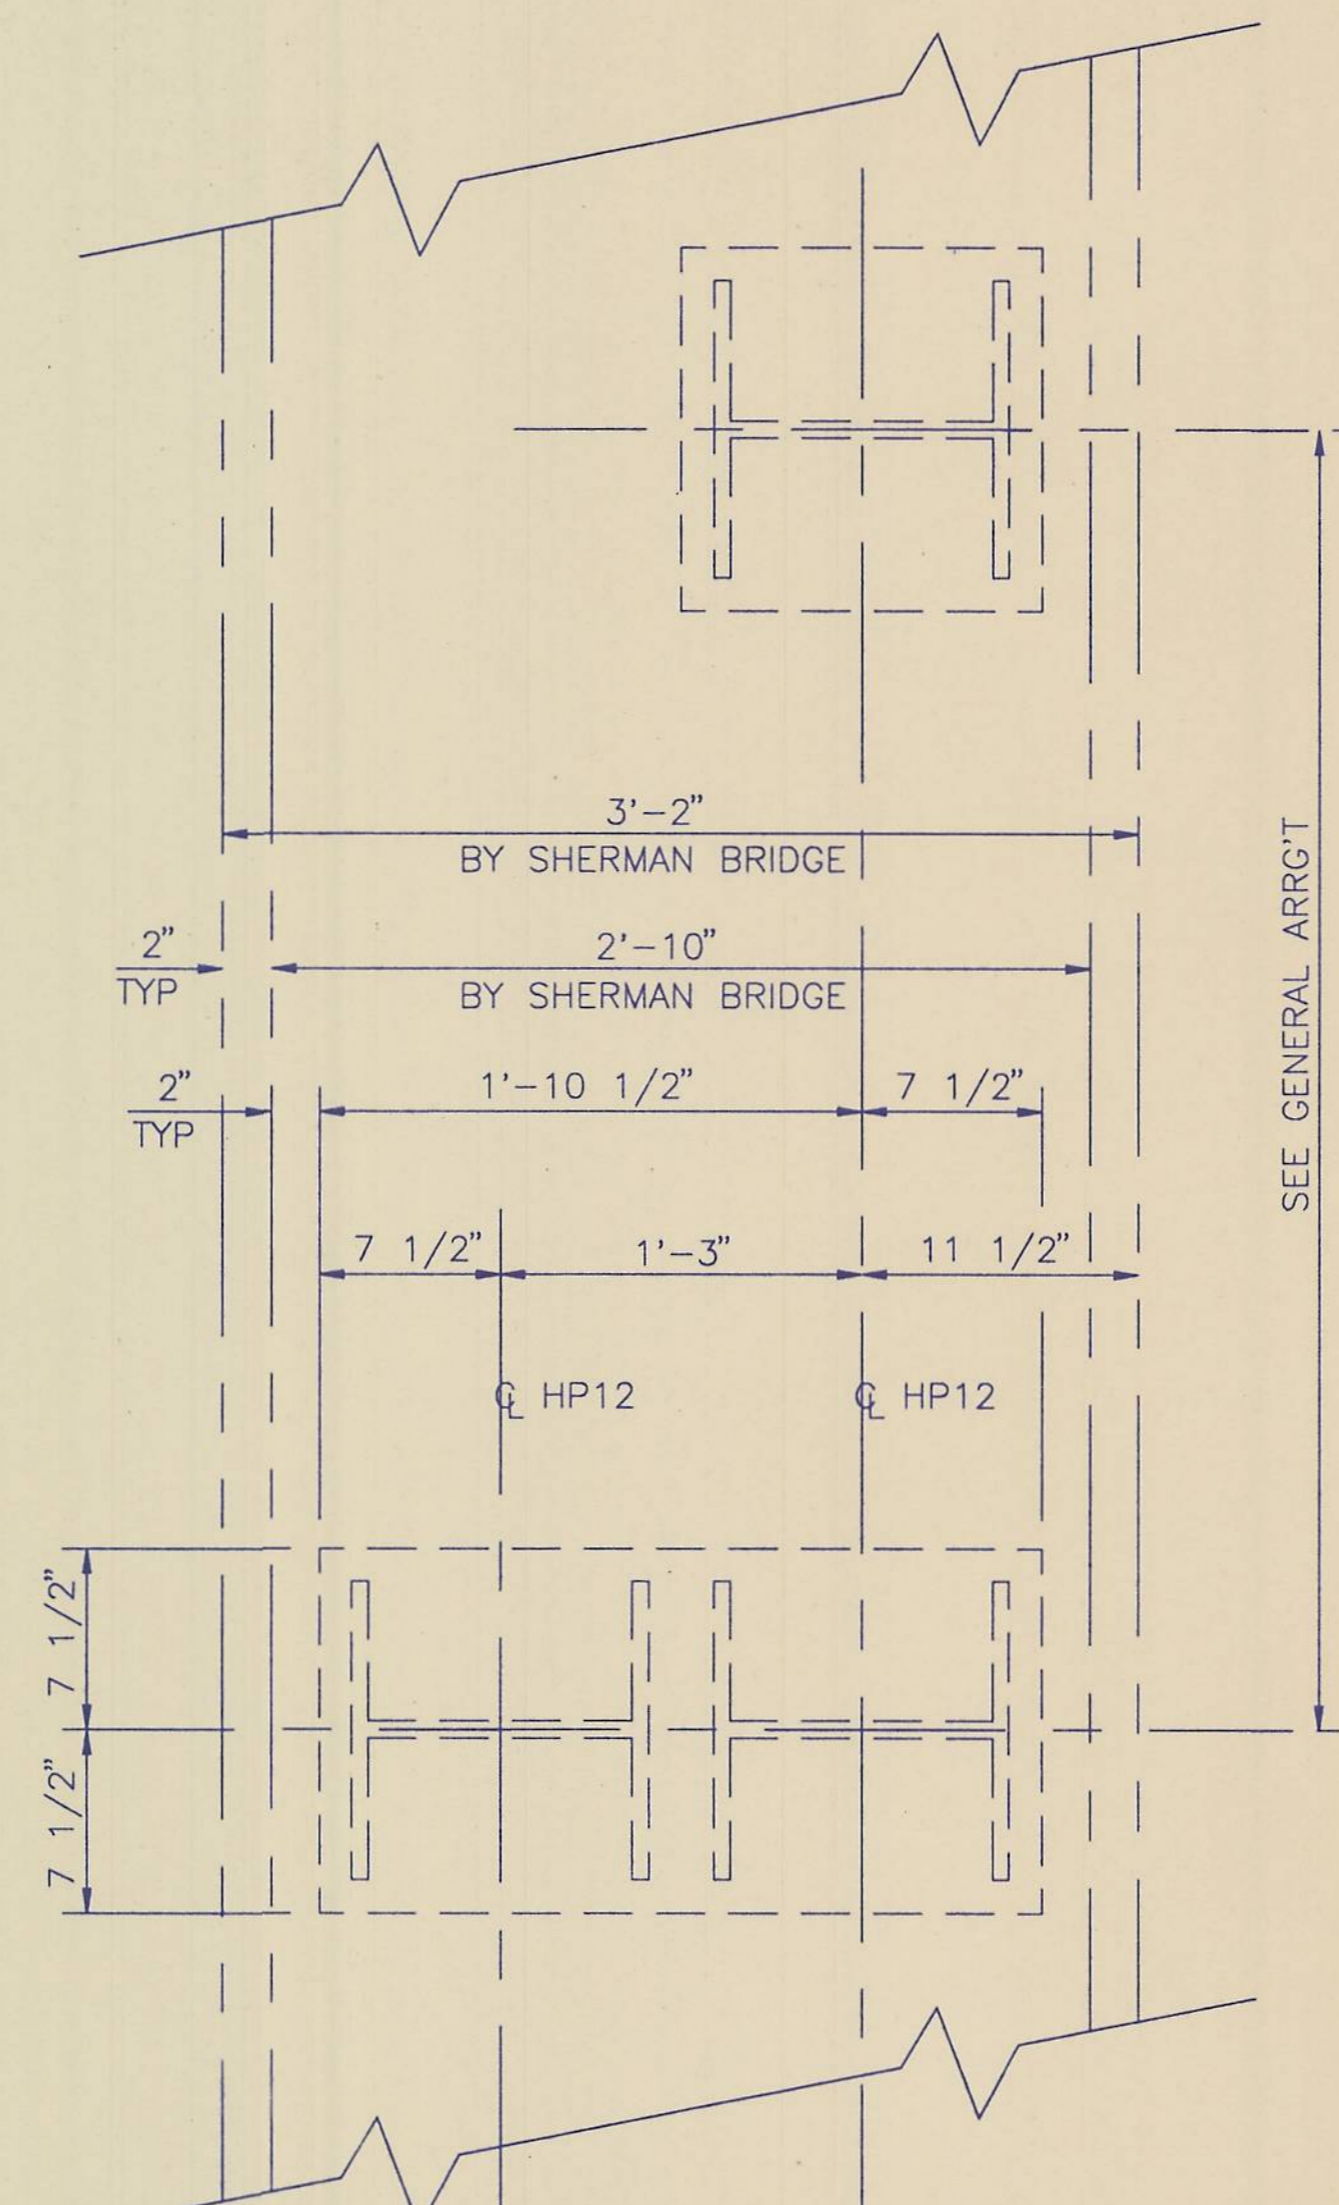 3'-2"
BY SHERMAN BRIDGE
2"
TYP
2'-10"
BY SHERMAN BRIDGE
2"
TYP
1'-10 1/2"
7 1/2"
7 1/2"
1'-3"
11 1/2"
℄ HP12
℄ HP12
SEE GENERAL ARRG'T
7 1/2"
7 1/2"